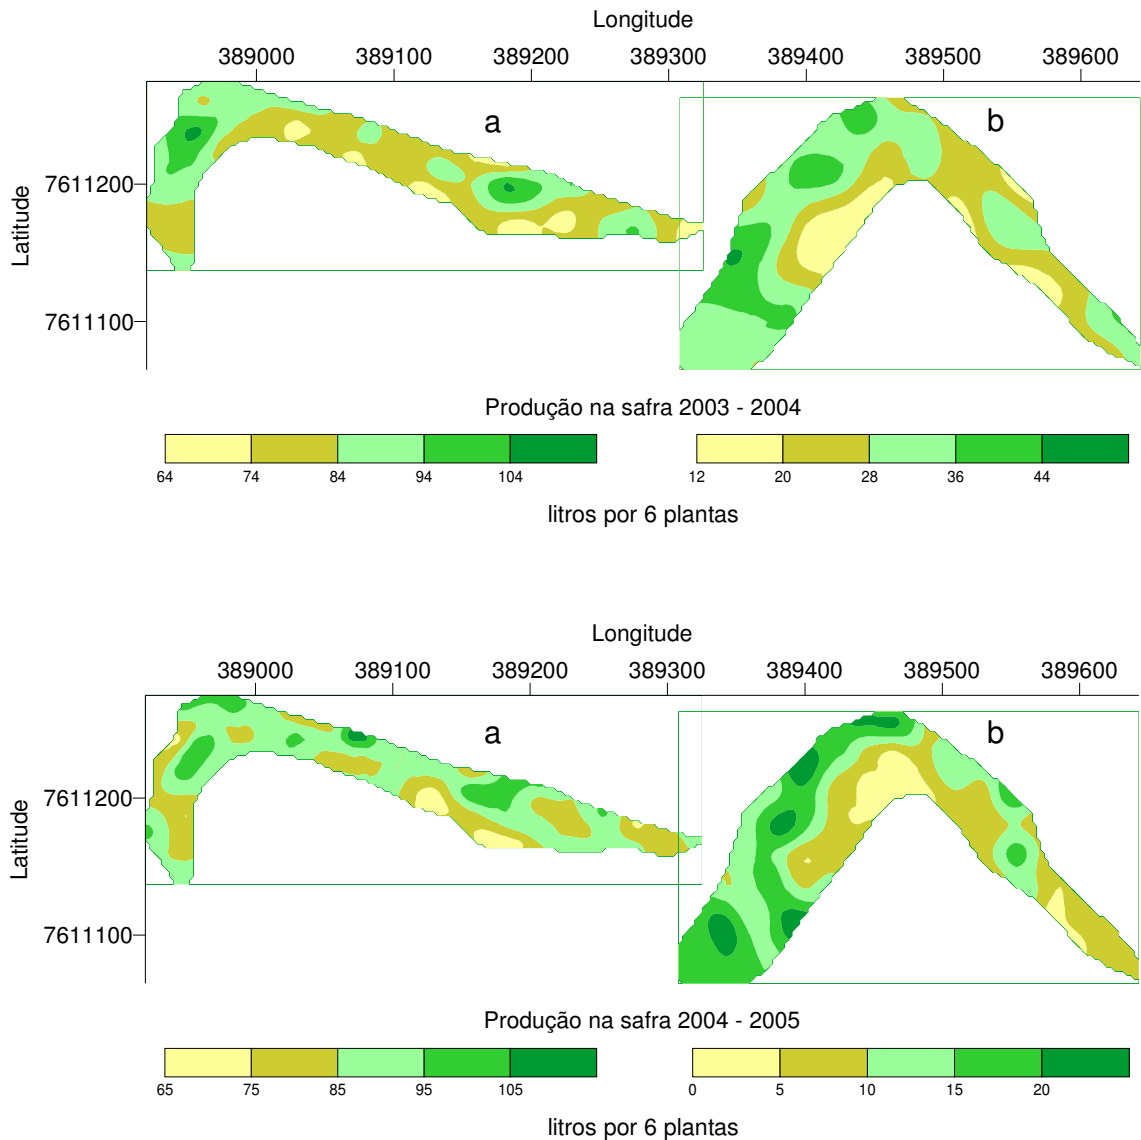 Longitude
389000 389100 389200 389300 389400 389500 389600
a b
Latitude
7611200
7611100
Produção na safra 2003 - 2004
64 74 84 94 104 12 20 28 36 44
litros por 6 plantas
Longitude
389000 389100 389200 389300 389400 389500 389600
a b
Latitude
7611200
7611100
Produção na safra 2004 - 2005
65 75 85 95 105 0 5 10 15 20
litros por 6 plantas